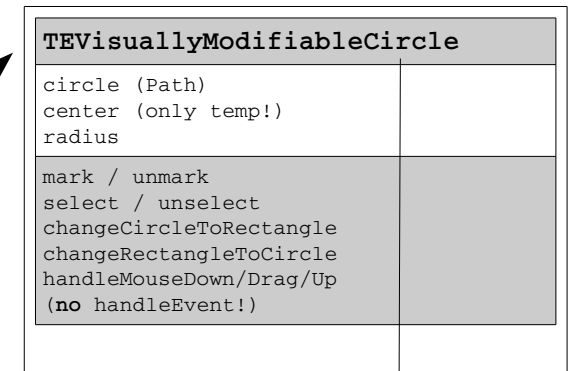 TEVisuallyModifiableCircle
circle (Path)
center (only temp!)
radius
mark / unmark
select / unselect
changeCircleToRectangle
changeRectangleToCircle
handleMouseDown/Drag/Up
(no handleEvent!)